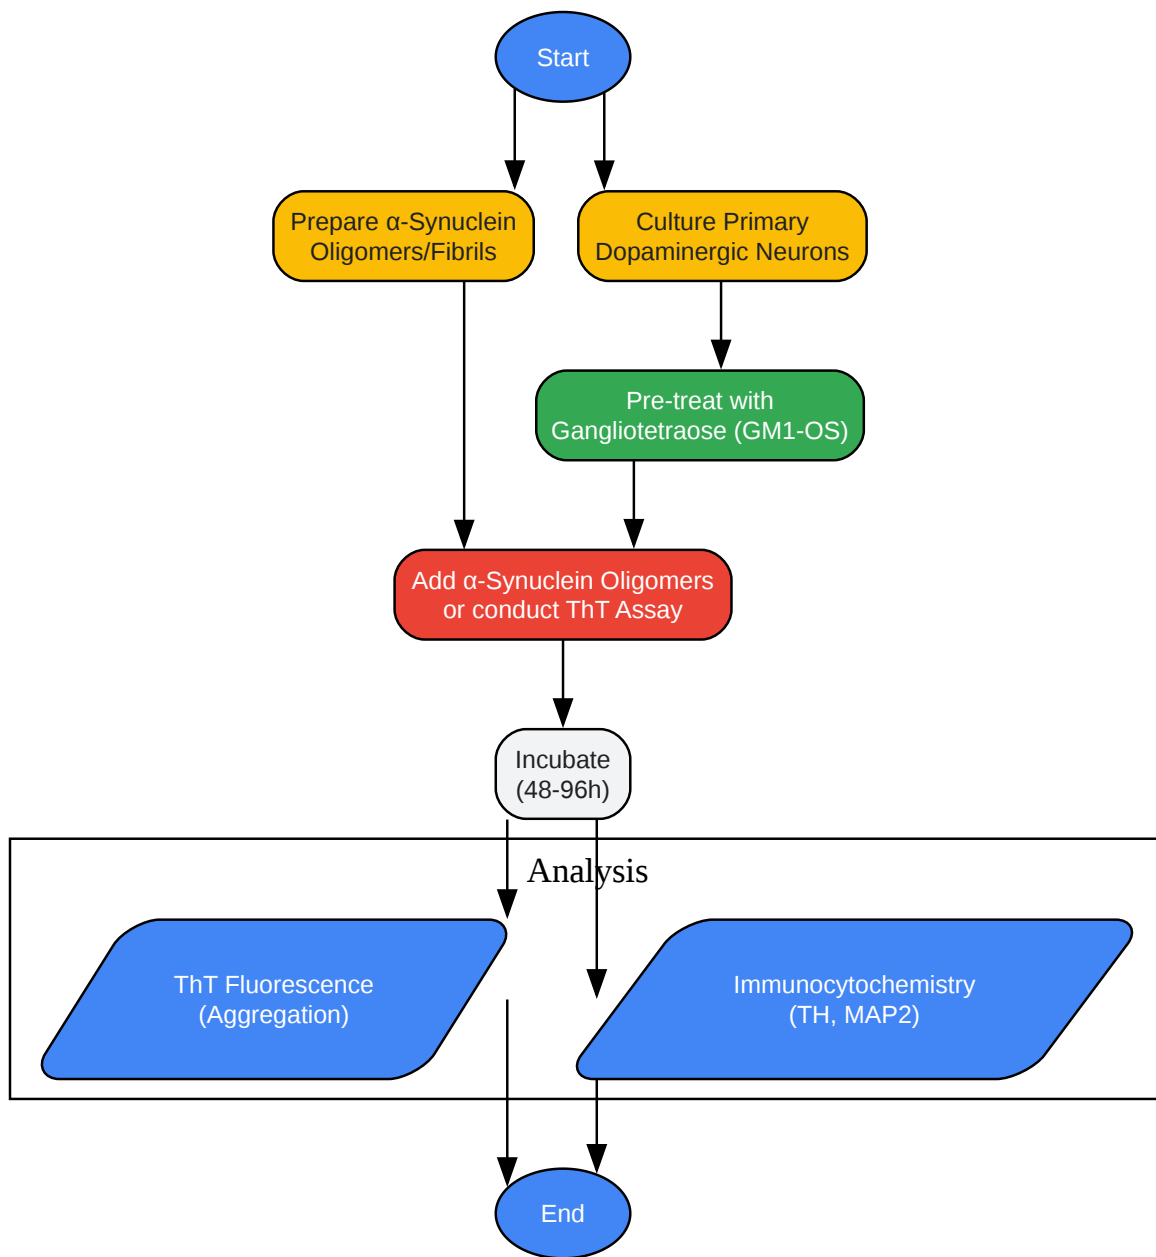 Start
Prepare α-Synuclein
Oligomers/Fibrils
Culture Primary
Dopaminergic Neurons
Pre-treat with
Gangliotetraose (GM1-OS)
Add α-Synuclein Oligomers
or conduct ThT Assay
Incubate
(48-96h)
Analysis
ThT Fluorescence
(Aggregation)
Immunocytochemistry
(TH, MAP2)
End